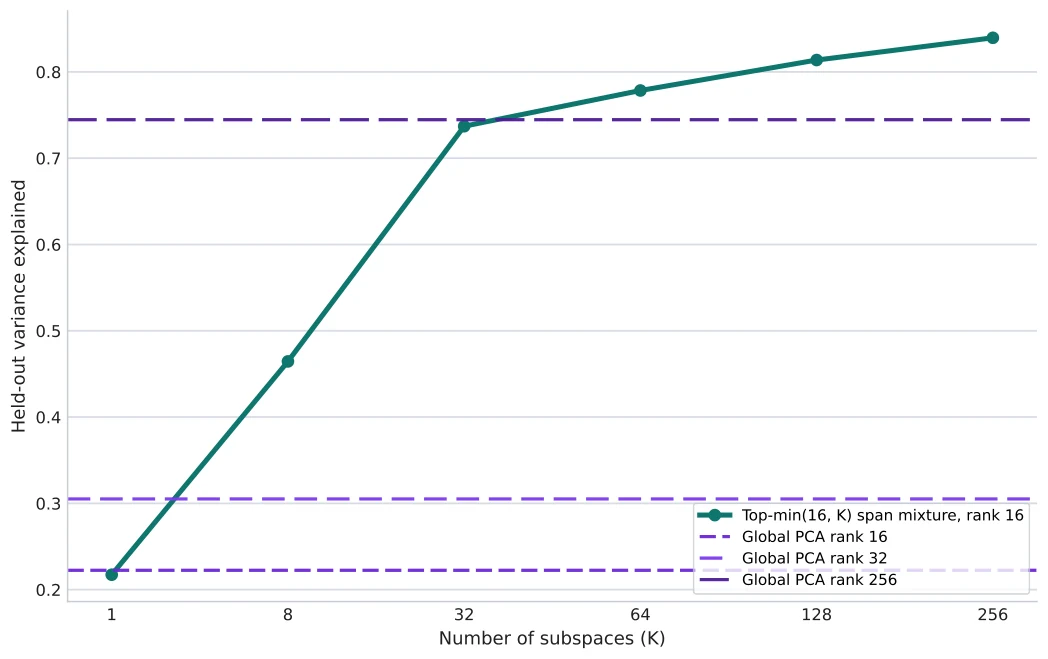 Held-out variance explained
0.8
0.7
0.6
0.5
0.4
0.3
0.2
Top-min(16, K) span mixture, rank 16
Global PCA rank 16
Global PCA rank 32
Global PCA rank 256
1 8 32 64 128 256
Number of subspaces (K)